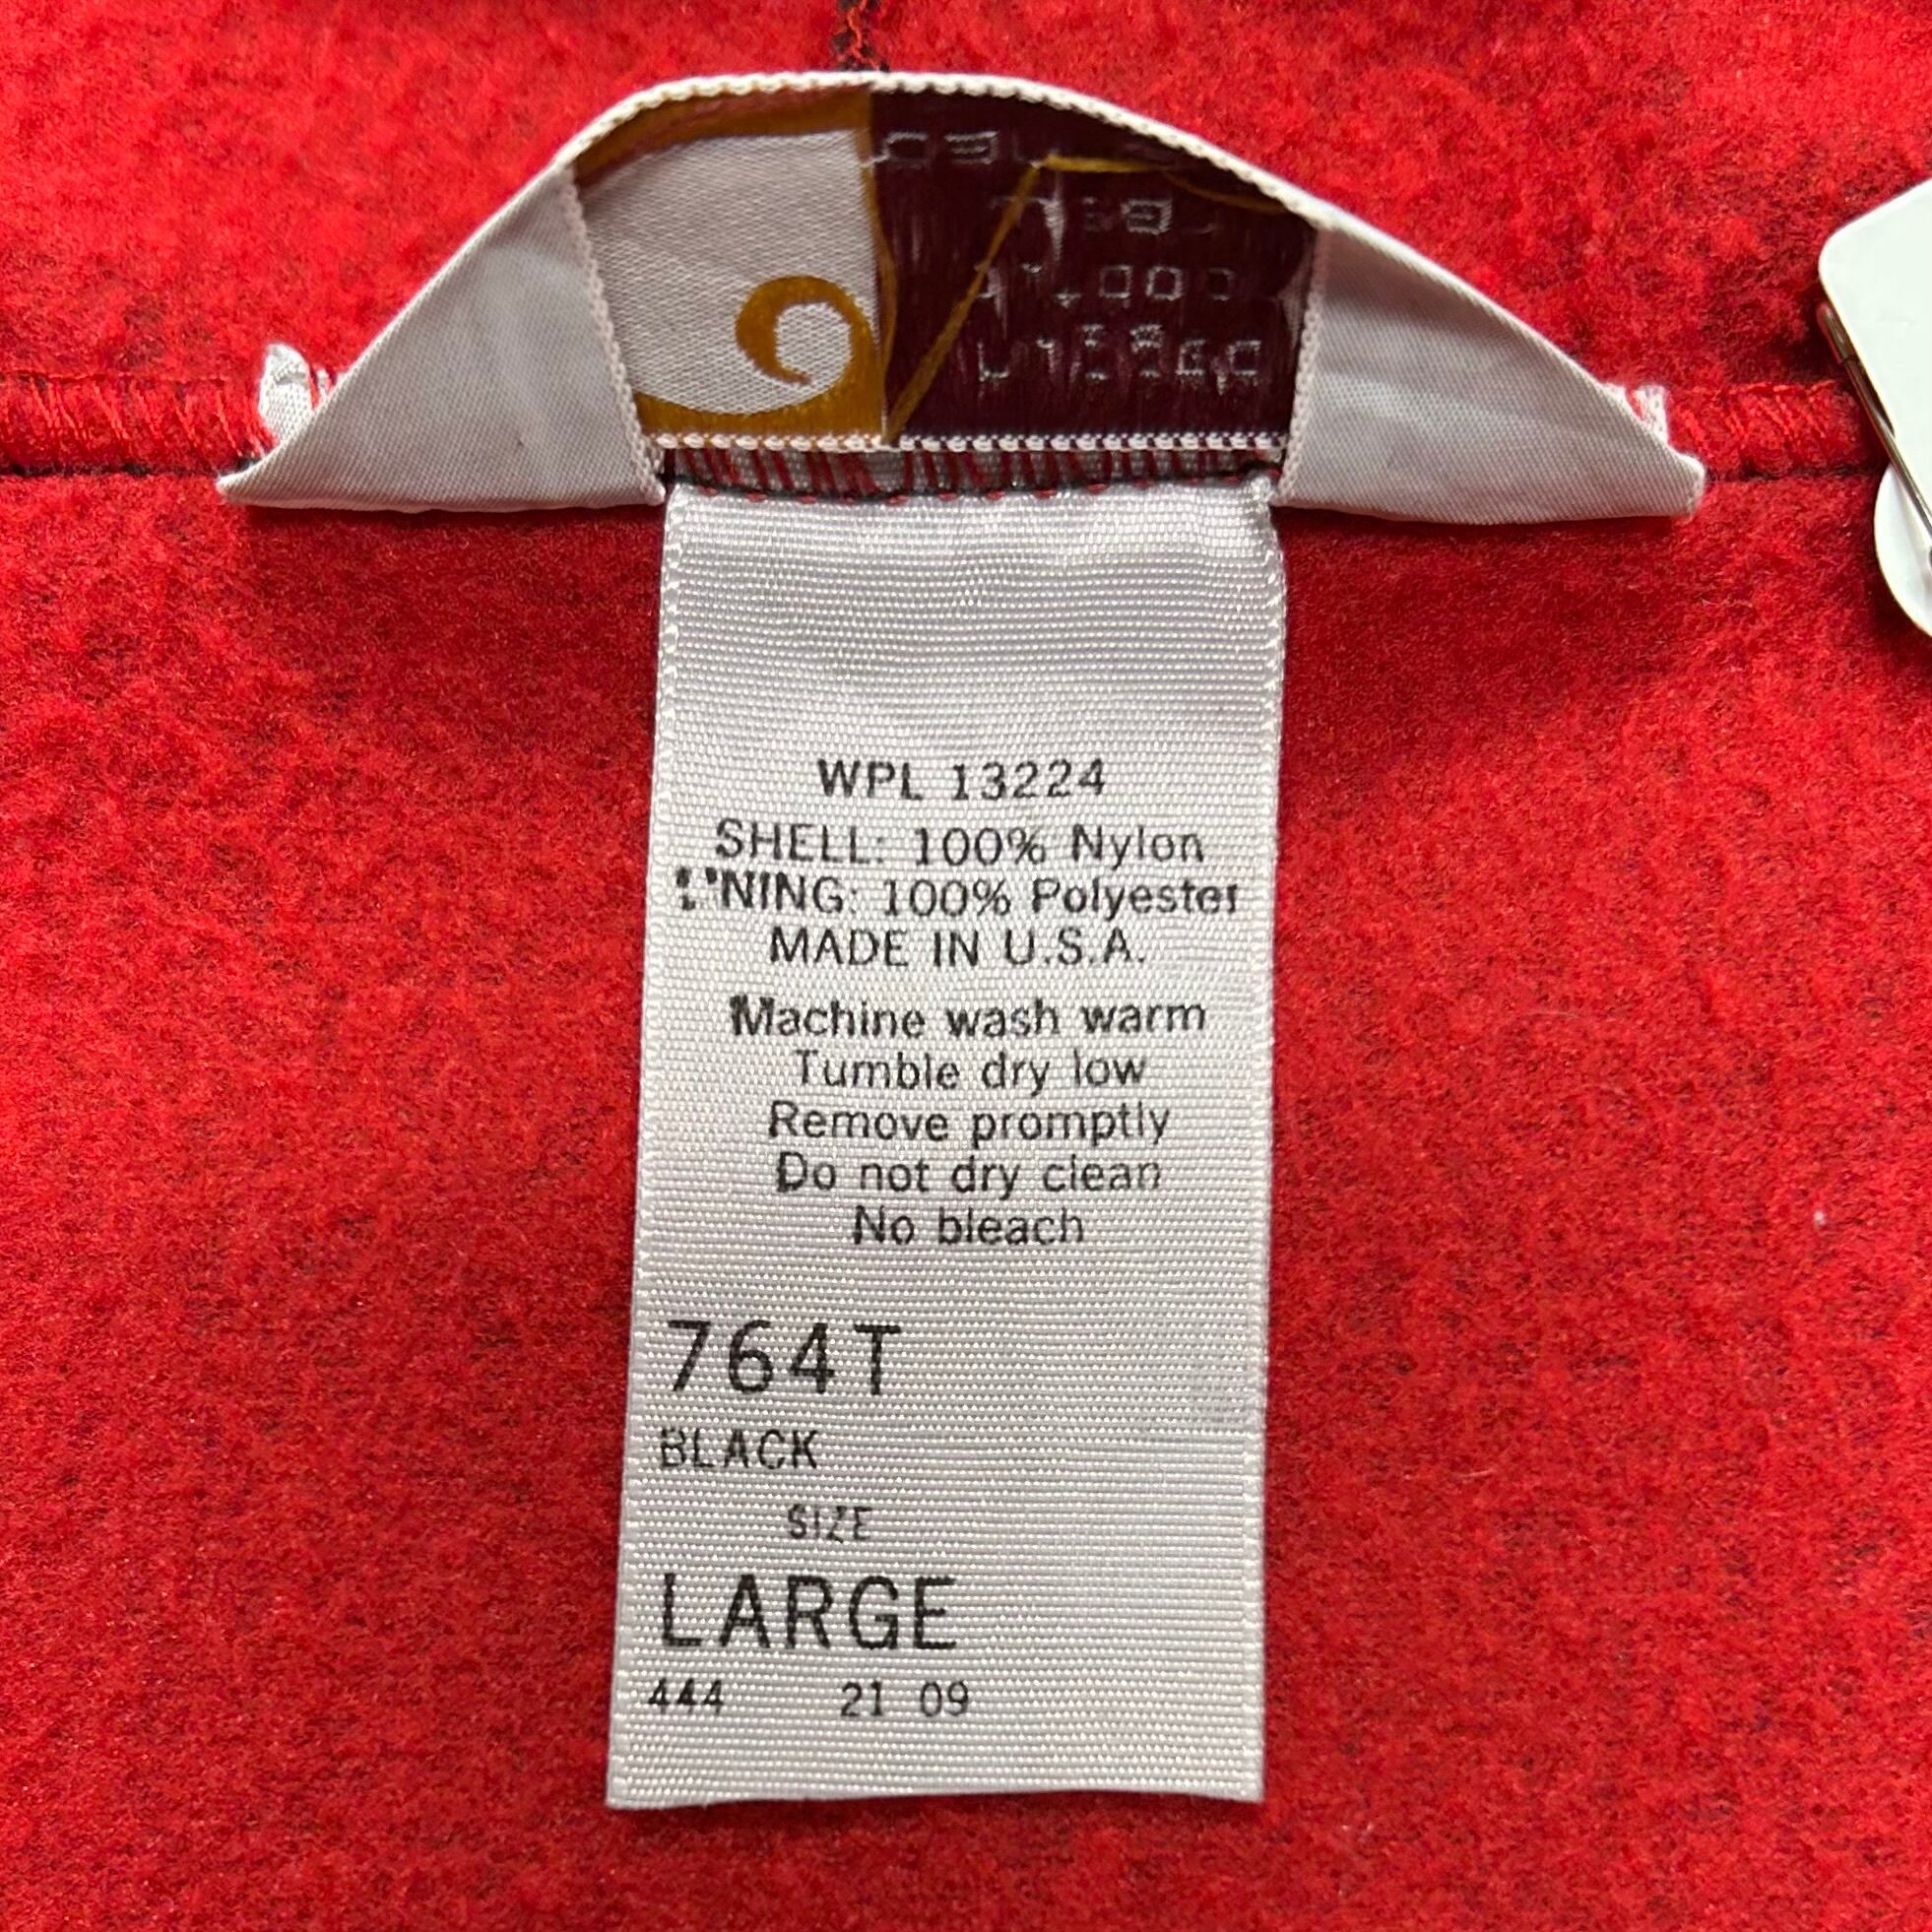 WPL 13224
SHELL: 100% Nylon
LINING: 100% Polyester
MADE IN U.S.A.
Machine wash warm
Tumble dry low
Remove promptly
Do not dry clean
No bleach
764T
BLACK
SIZE
LARGE
444 21 09